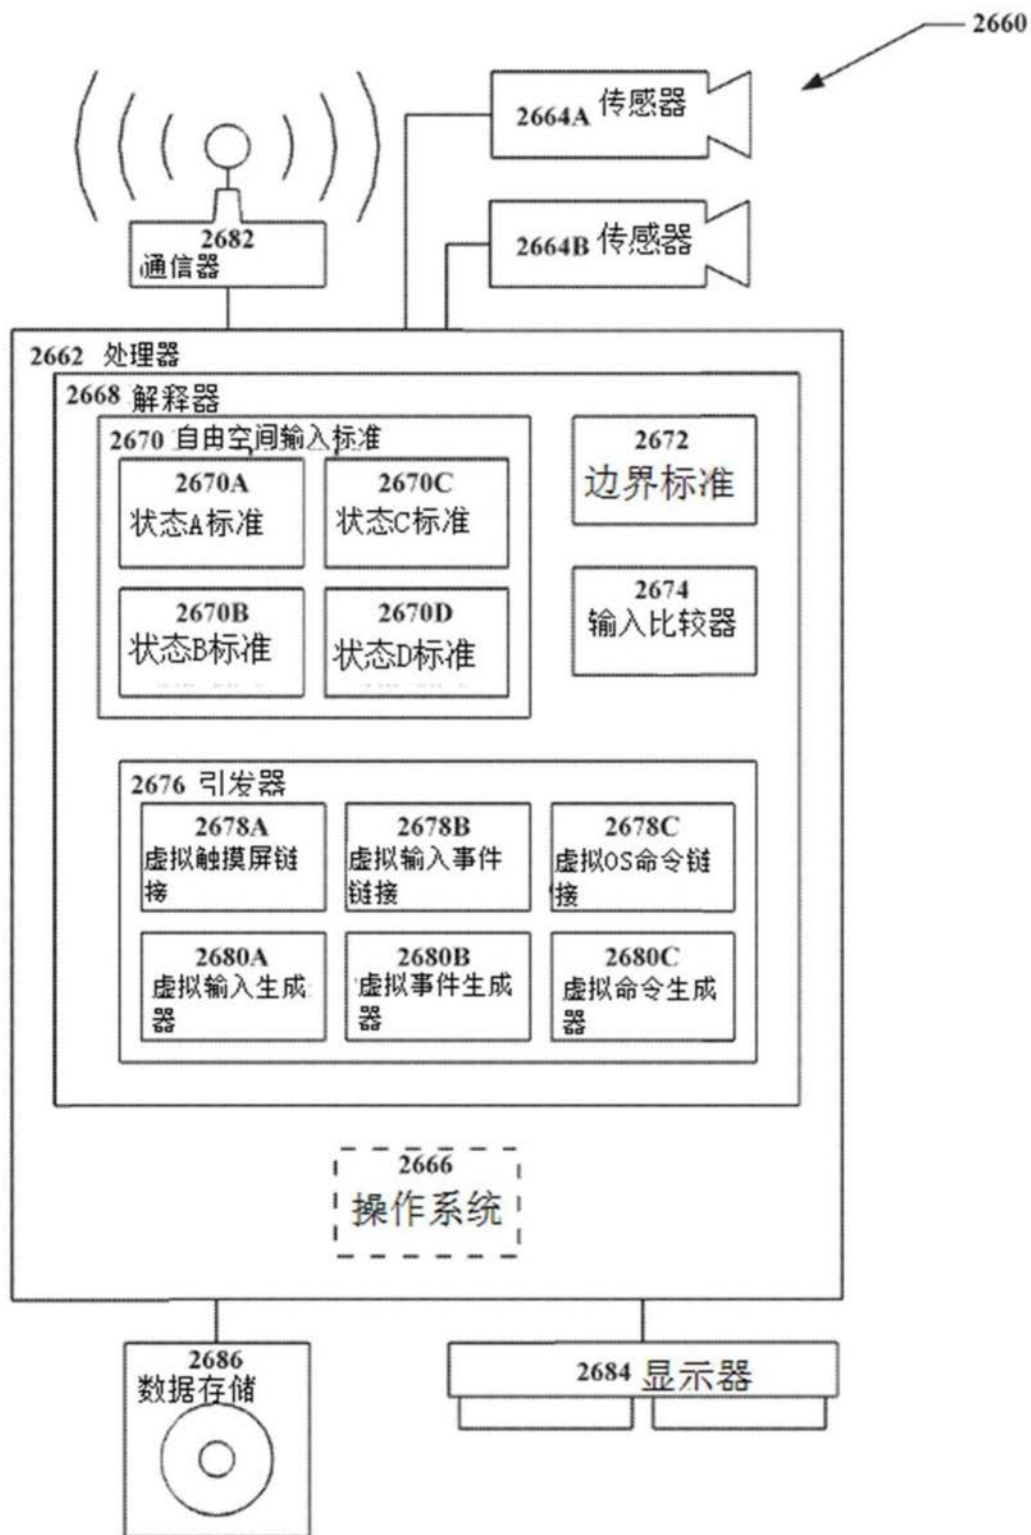 2660
2664A 传感器
2664B 传感器
2682
通信器
2662 处理器
2668 解释器
2670 自由空间输入标准
2670A
状态A标准
2670C
状态C标准
2670B
状态B标准
2670D
状态D标准
2672
边界标准
2674
输入比较器
2676 引发器
2678A
虚拟触摸屏链
接
2678B
虚拟输入事件
链接
2678C
虚拟OS命令链
接
2680A
虚拟输入生成
器
2680B
虚拟事件生成
器
2680C
虚拟命令生成
器
2666
操作系统
2686
数据存储
2684 显示器